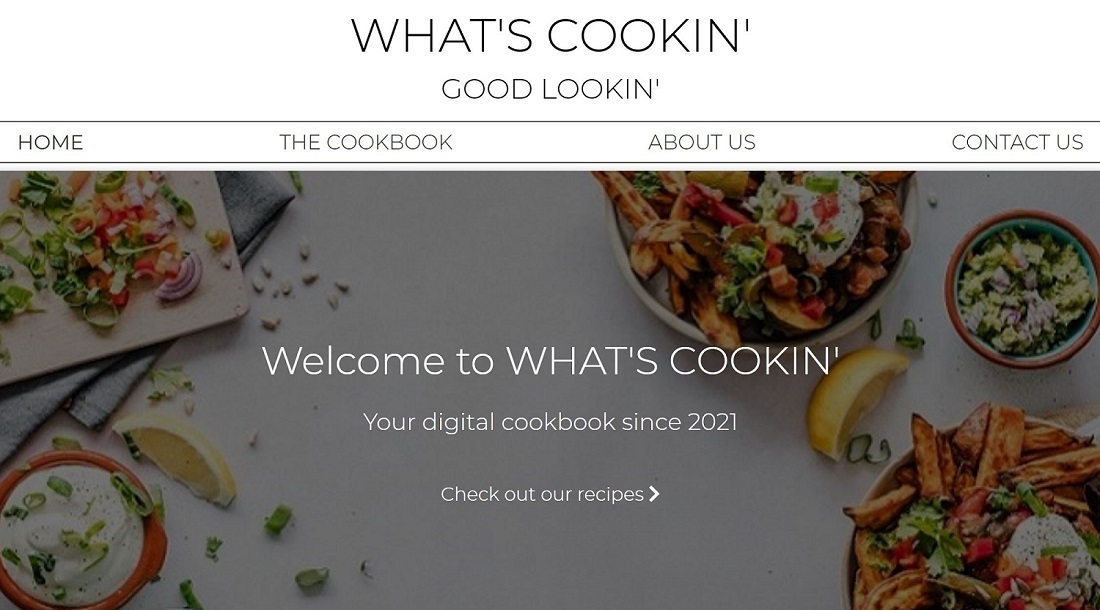 WHAT'S COOKIN'
GOOD LOOKIN'
HOME THE COOKBOOK ABOUT US CONTACT US
Welcome to WHAT'S COOKIN'
Your digital cookbook since 2021
Check out our recipes